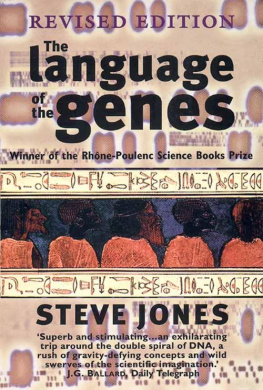 REVISED EDITION
The
language
of the
genes
Winner of the Rhône-Poulenc Science Books Prize
STEVE JONES
'Superb and stimulating...an exhilarating
trip around the double spiral of DNA, a
rush of gravity-defying concepts and wild
swerves of the scientific imagination.'
J.G. BALLARD, Daily Telegraph